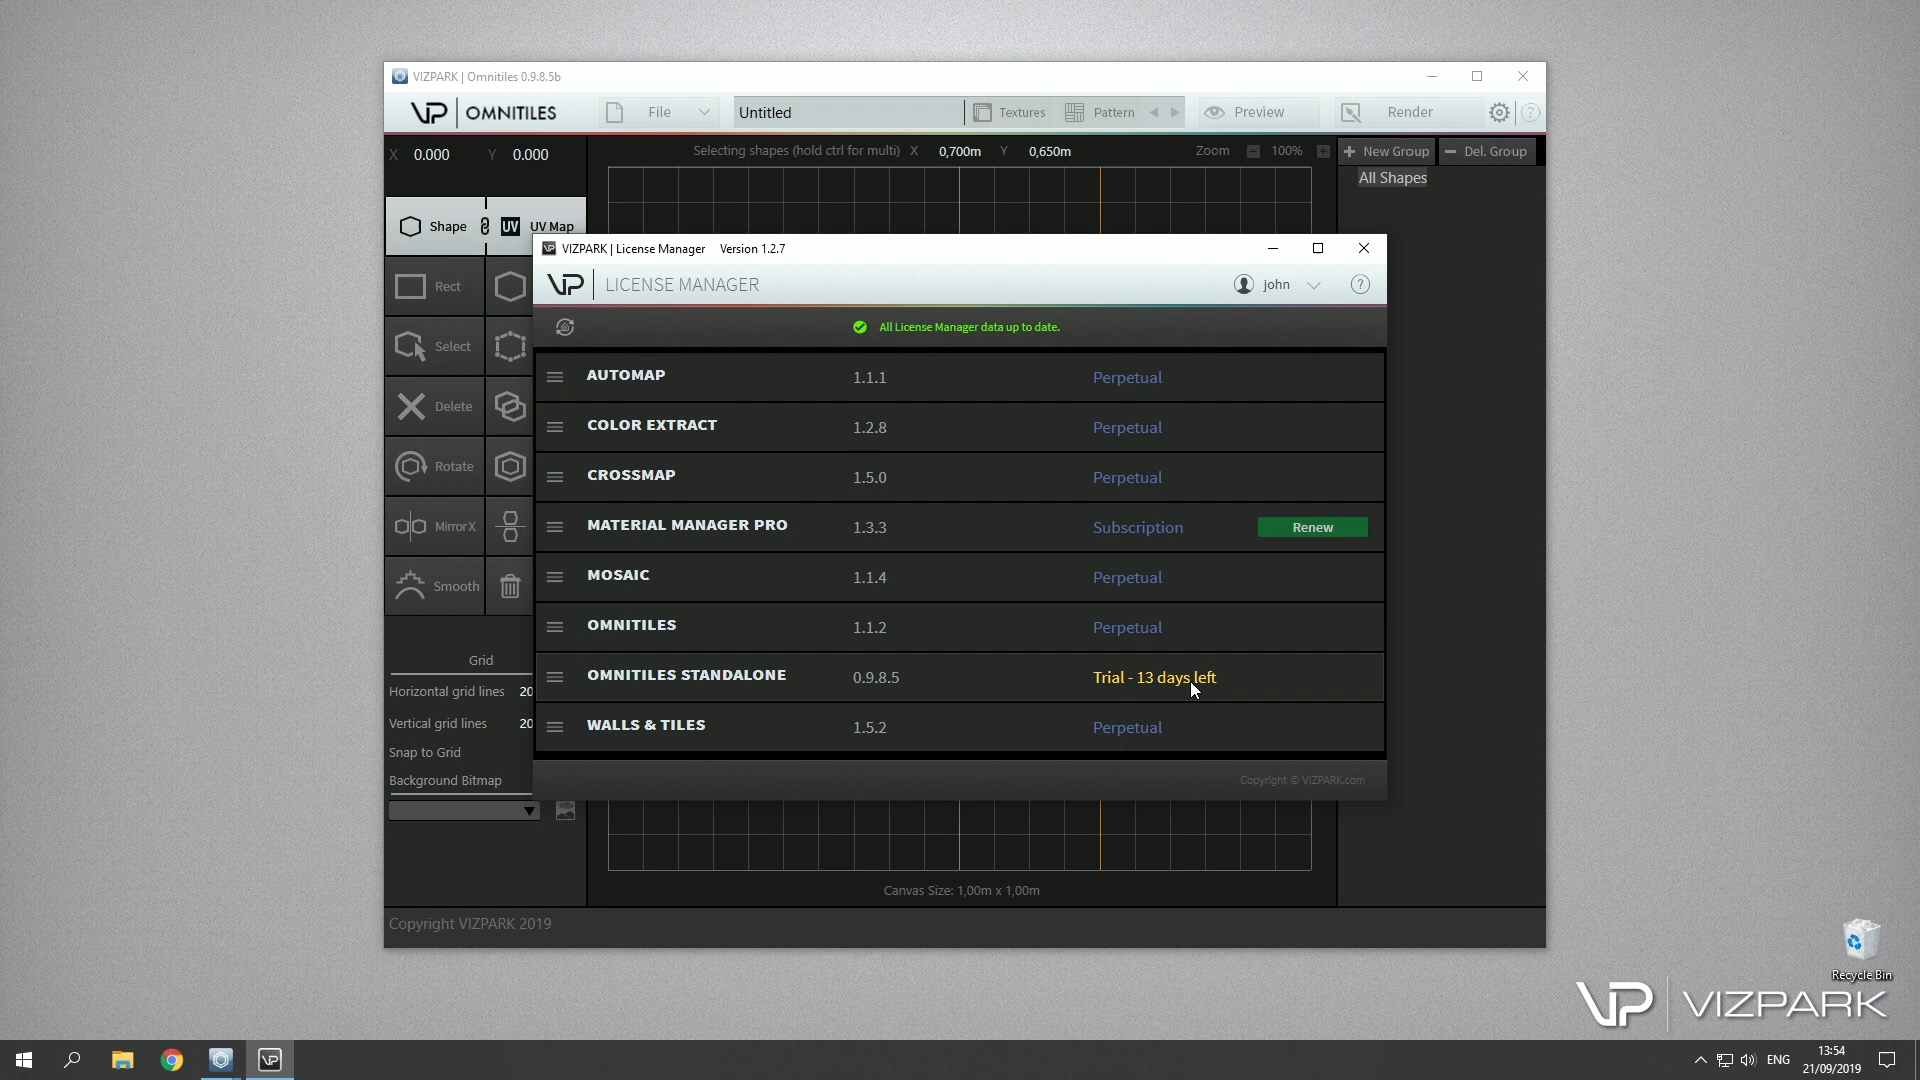 VIZPARK | Omnitiles 0.9.8.5b
VP OMNITILES File Untitled Textures Pattern Preview Render ?
X 0.000 Y 0.000 Selecting shapes (hold ctrl for multi) X 0,700m Y 0,650m Zoom 100% New Group Del. Group
All Shapes
Shape UV UV Map
VP VIZPARK | License Manager Version 1.2.7
VP LICENSE MANAGER john ?
Rect
All License Manager data up to date.
Select
AUTOMAP 1.1.1 Perpetual
Delete
COLOR EXTRACT 1.2.8 Perpetual
Rotate
CROSSMAP 1.5.0 Perpetual
Mirror X
MATERIAL MANAGER PRO 1.3.3 Subscription Renew
Smooth
MOSAIC 1.1.4 Perpetual
OMNITILES 1.1.2 Perpetual
Grid
OMNITILES STANDALONE 0.9.8.5 Trial - 13 days left
Horizontal grid lines 20
Vertical grid lines 20
WALLS & TILES 1.5.2 Perpetual
Snap to Grid
Background Bitmap
Copyright © VIZPARK.com
Canvas Size: 1,00m x 1,00m
Copyright VIZPARK 2019
Recycle Bin
VP VIZPARK
VP
ENG
13:54
21/09/2019